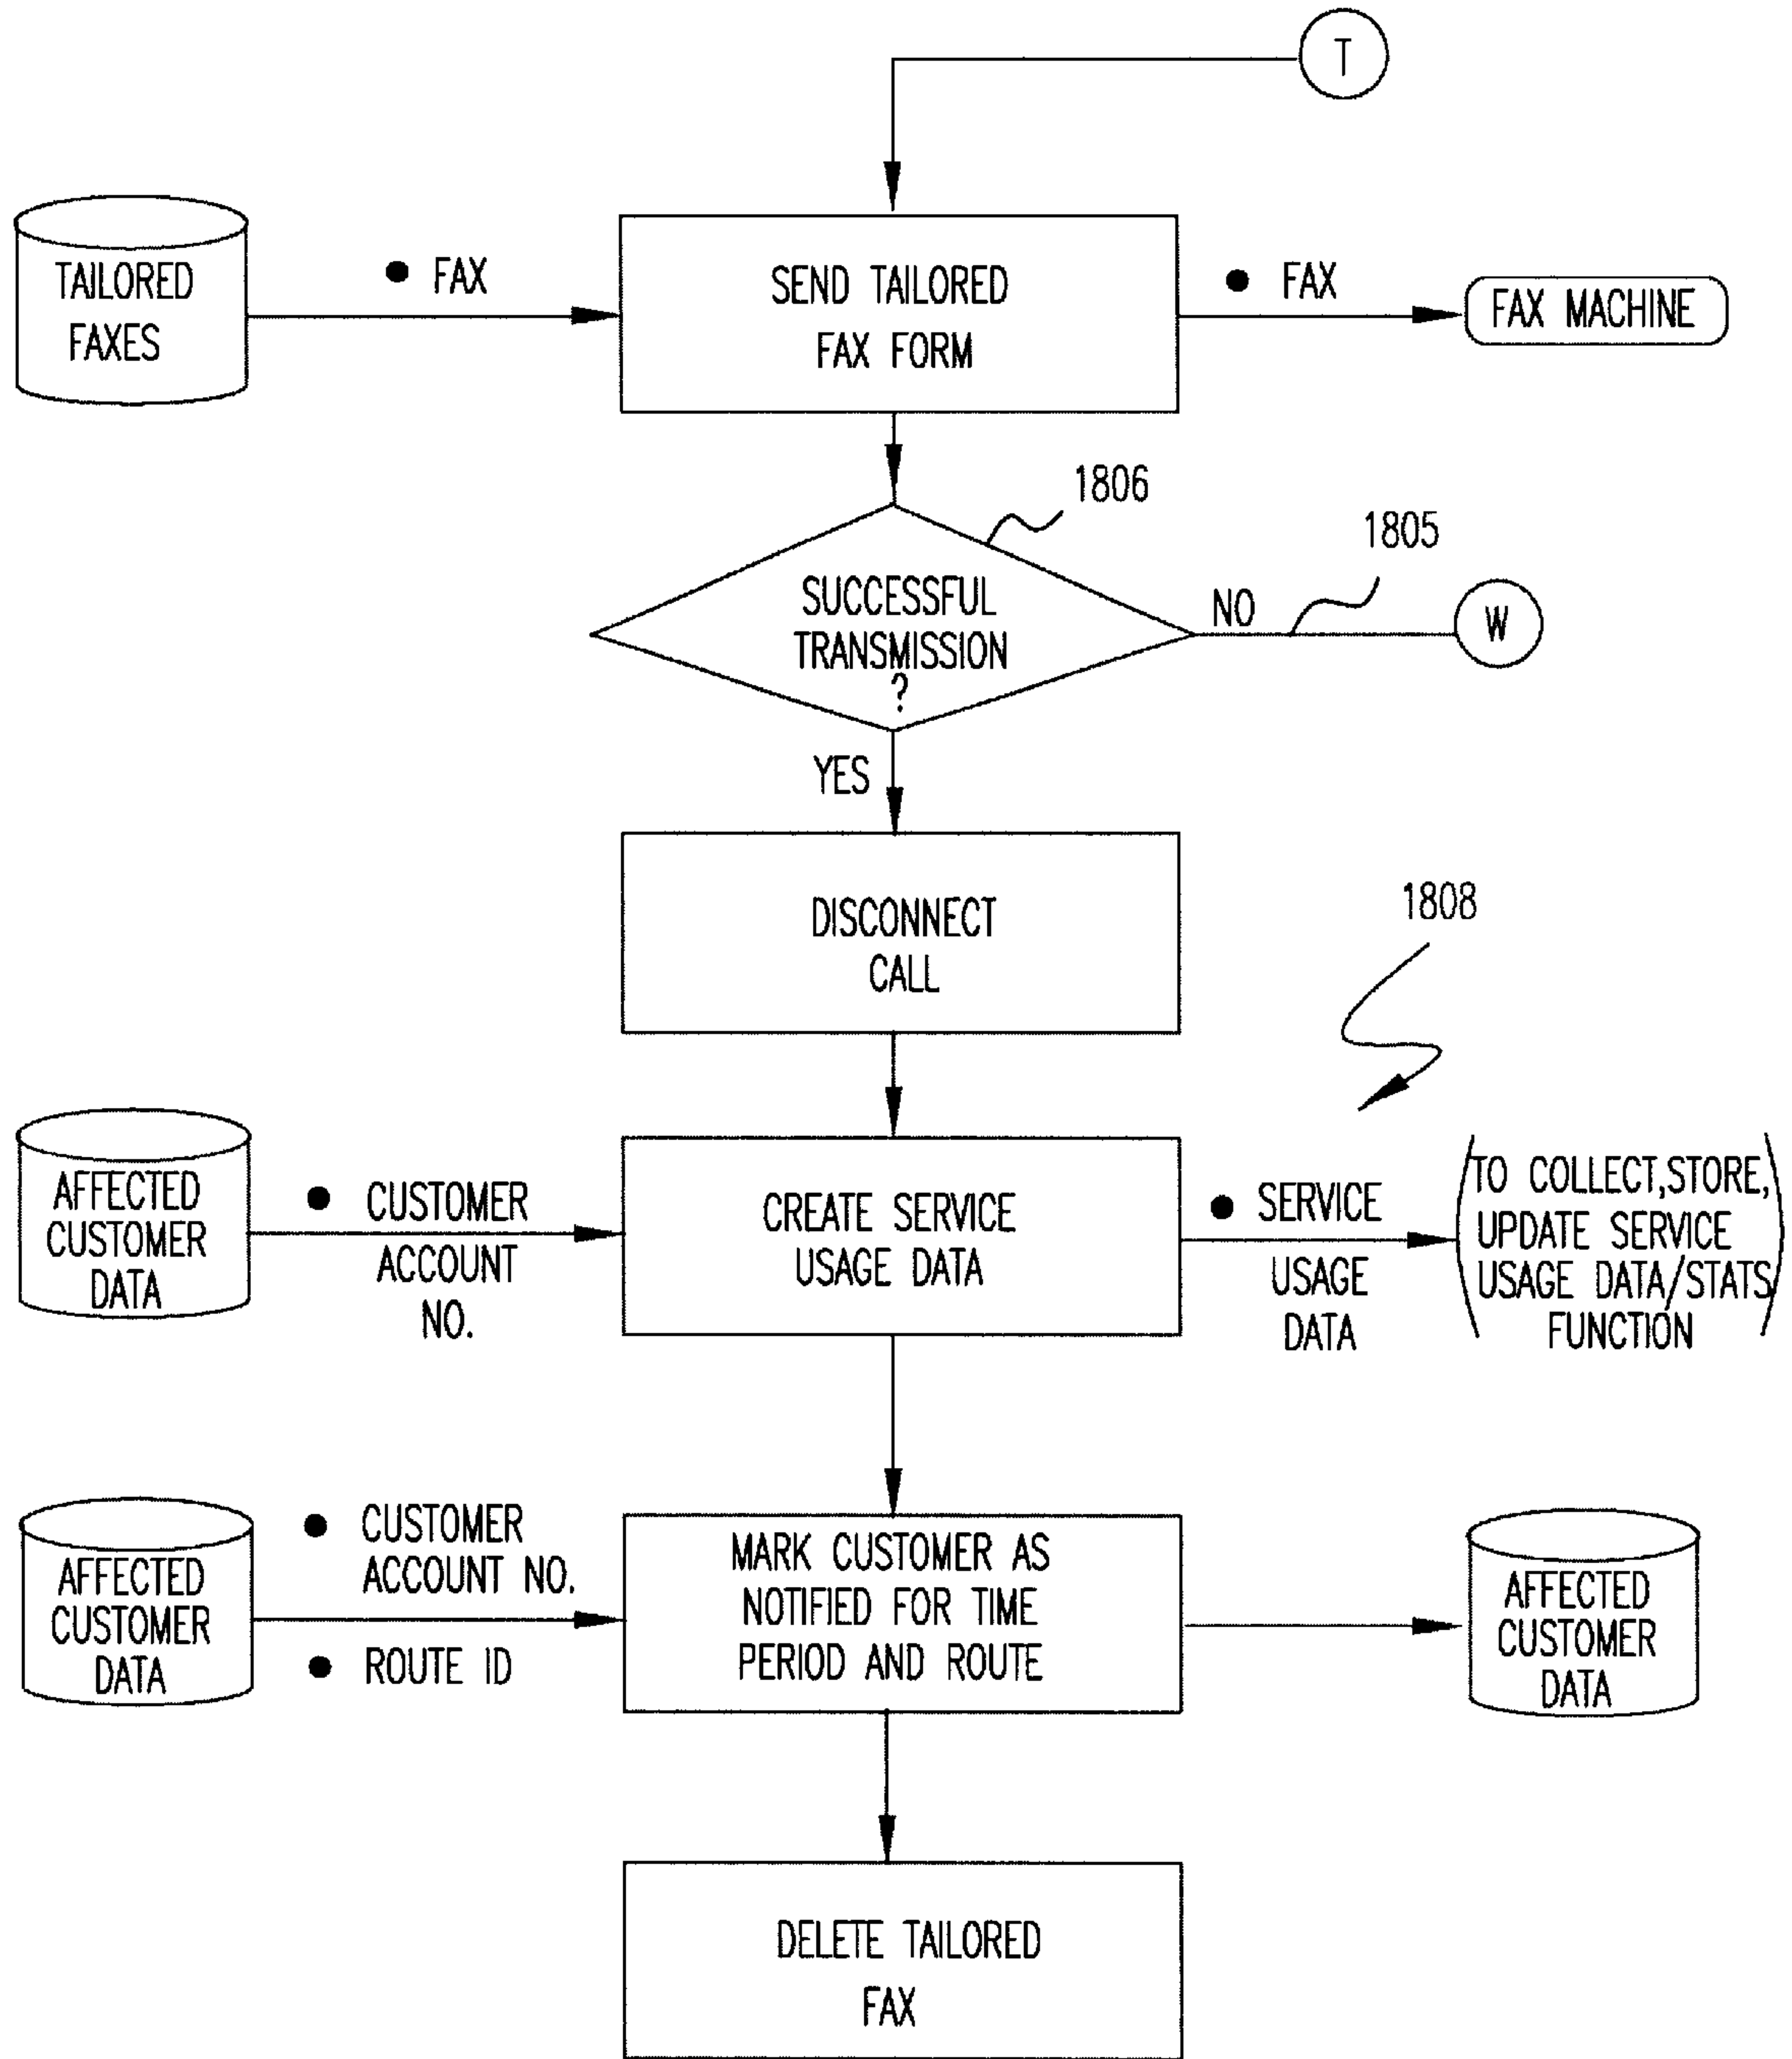 T
TAILORED
FAXES
• FAX
SEND TAILORED
FAX FORM
• FAX
FAX MACHINE
1806
1805
SUCCESSFUL
TRANSMISSION
?
NO
W
YES
DISCONNECT
CALL
1808
AFFECTED
CUSTOMER
DATA
• CUSTOMER
ACCOUNT
NO.
CREATE SERVICE
USAGE DATA
• SERVICE
USAGE
DATA
(TO COLLECT,STORE,
UPDATE SERVICE
USAGE DATA/STATS
FUNCTION)
AFFECTED
CUSTOMER
DATA
• CUSTOMER
ACCOUNT NO.
• ROUTE ID
MARK CUSTOMER AS
NOTIFIED FOR TIME
PERIOD AND ROUTE
AFFECTED
CUSTOMER
DATA
DELETE TAILORED
FAX